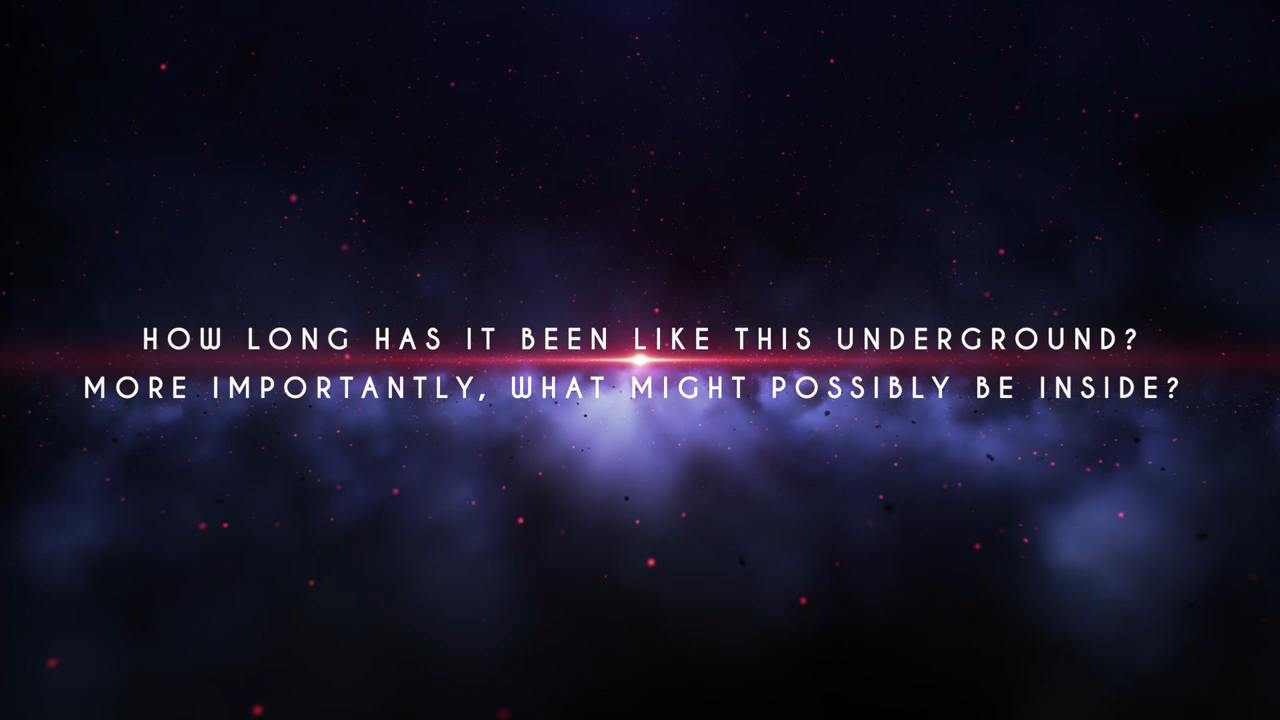 HOW LONG HAS IT BEEN LIKE THIS UNDERGROUND?
MORE IMPORTANTLY, WHAT MIGHT POSSIBLY BE INSIDE?